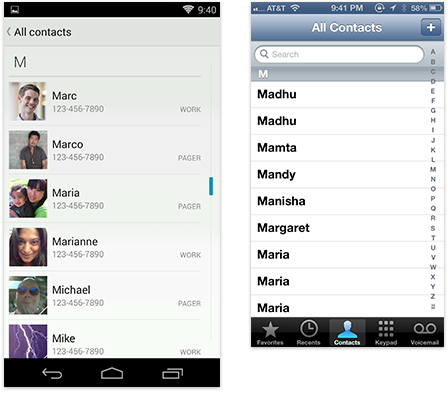 9:40
All contacts
M
Marc
123-456-7890
WORK
Marco
123-456-7890
PAGER
Maria
123-456-7890
PAGER
Marianne
123-456-7890
WORK
Michael
123-456-7890
PAGER
Mike
123-456-7890
WORK
AT&T 9:41 PM 58%
All Contacts +
Search
M
Madhu
Madhu
Mamta
Mandy
Manisha
Margaret
Maria
Maria
Maria
A
B
C
D
E
F
G
H
I
J
K
L
M
N
O
P
Q
R
S
T
U
V
W
X
Y
Z
#
Favorites Recents Contacts Keypad Voicemail